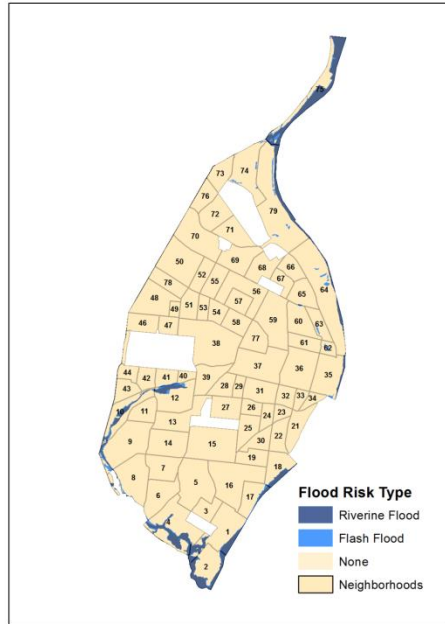 75
73 74
76
79
72
71
70
69
50 68 66
52 55 67
78 56 64
65
48 57
51 53
49 54
46 47 58 59 60 63
38 77 61 62
37 36 35
44 42 41 40 39
43 28 29 31 32 33 34
12
10 11 27 26 24 23
13 25 21
9 14 15 30 22
19
7 18
8 5 16
6 17
3
4 1
2
Flood Risk Type
Riverine Flood
Flash Flood
None
Neighborhoods